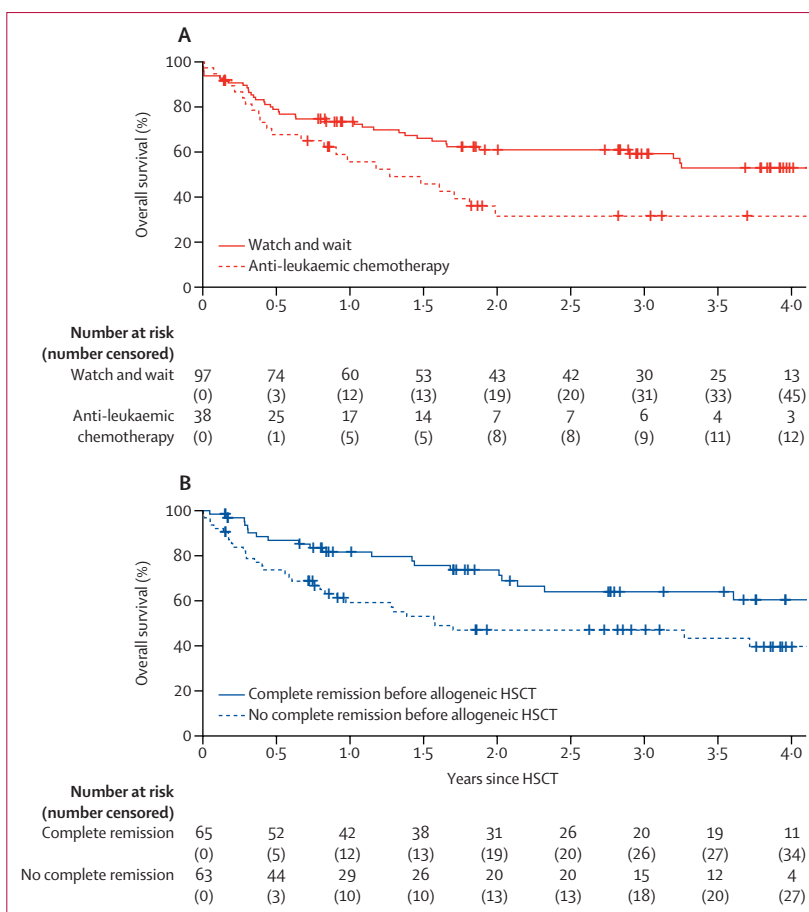 A
100
80
60
40
20
0
Overall survival (%)
Watch and wait
Anti-leukaemic chemotherapy
0 0·5 1·0 1·5 2·0 2·5 3·0 3·5 4·0
Number at risk
(number censored)
Watch and wait 97 74 60 53 43 42 30 25 13
(0) (3) (12) (13) (19) (20) (31) (33) (45)
Anti-leukaemic 38 25 17 14 7 7 6 4 3
chemotherapy (0) (1) (5) (5) (8) (8) (9) (11) (12)
B
100
80
60
40
20
0
Overall survival (%)
Complete remission before allogeneic HSCT
No complete remission before allogeneic HSCT
0 0·5 1·0 1·5 2·0 2·5 3·0 3·5 4·0
Years since HSCT
Number at risk
(number censored)
Complete remission 65 52 42 38 31 26 20 19 11
(0) (5) (12) (13) (19) (20) (26) (27) (34)
No complete remission 63 44 29 26 20 20 15 12 4
(0) (3) (10) (10) (13) (13) (18) (20) (27)